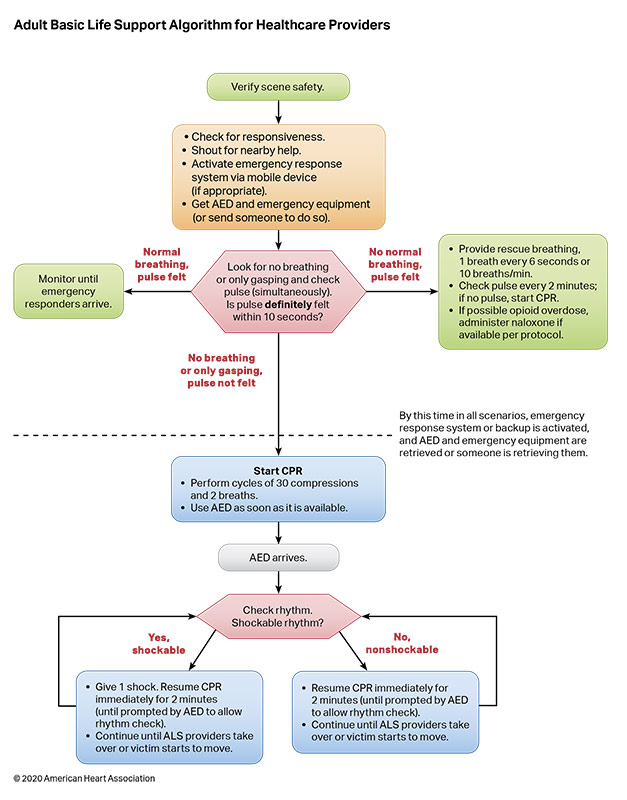 Adult Basic Life Support Algorithm for Healthcare Providers
Verify scene safety.
• Check for responsiveness.
• Shout for nearby help.
• Activate emergency response
system via mobile device
(if appropriate).
• Get AED and emergency equipment
(or send someone to do so).
Normal
breathing,
pulse felt
No normal
breathing,
pulse felt
Monitor until
emergency
responders arrive.
Look for no breathing
or only gasping and check
pulse (simultaneously).
Is pulse definitely felt
within 10 seconds?
• Provide rescue breathing,
1 breath every 6 seconds or
10 breaths/min.
• Check pulse every 2 minutes;
if no pulse, start CPR.
• If possible opioid overdose,
administer naloxone if
available per protocol.
No breathing
or only gasping,
pulse not felt
By this time in all scenarios, emergency
response system or backup is activated,
and AED and emergency equipment are
retrieved or someone is retrieving them.
Start CPR
• Perform cycles of 30 compressions
and 2 breaths.
• Use AED as soon as it is available.
AED arrives.
Check rhythm.
Shockable rhythm?
Yes,
shockable
No,
nonshockable
• Give 1 shock. Resume CPR
immediately for 2 minutes
(until prompted by AED to allow
rhythm check).
• Continue until ALS providers take
over or victim starts to move.
• Resume CPR immediately for
2 minutes (until prompted by AED
to allow rhythm check).
• Continue until ALS providers take
over or victim starts to move.
© 2020 American Heart Association